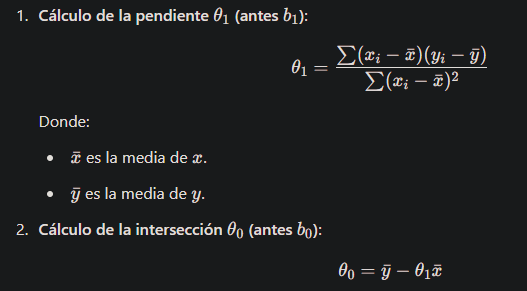 1. Cálculo de la pendiente θ₁ (antes b₁):
θ₁ = ∑(xᵢ − x̄)(yᵢ − ȳ) / ∑(xᵢ − x̄)²
Donde:
• x̄ es la media de x.
• ȳ es la media de y.
2. Cálculo de la intersección θ₀ (antes b₀):
θ₀ = ȳ − θ₁x̄